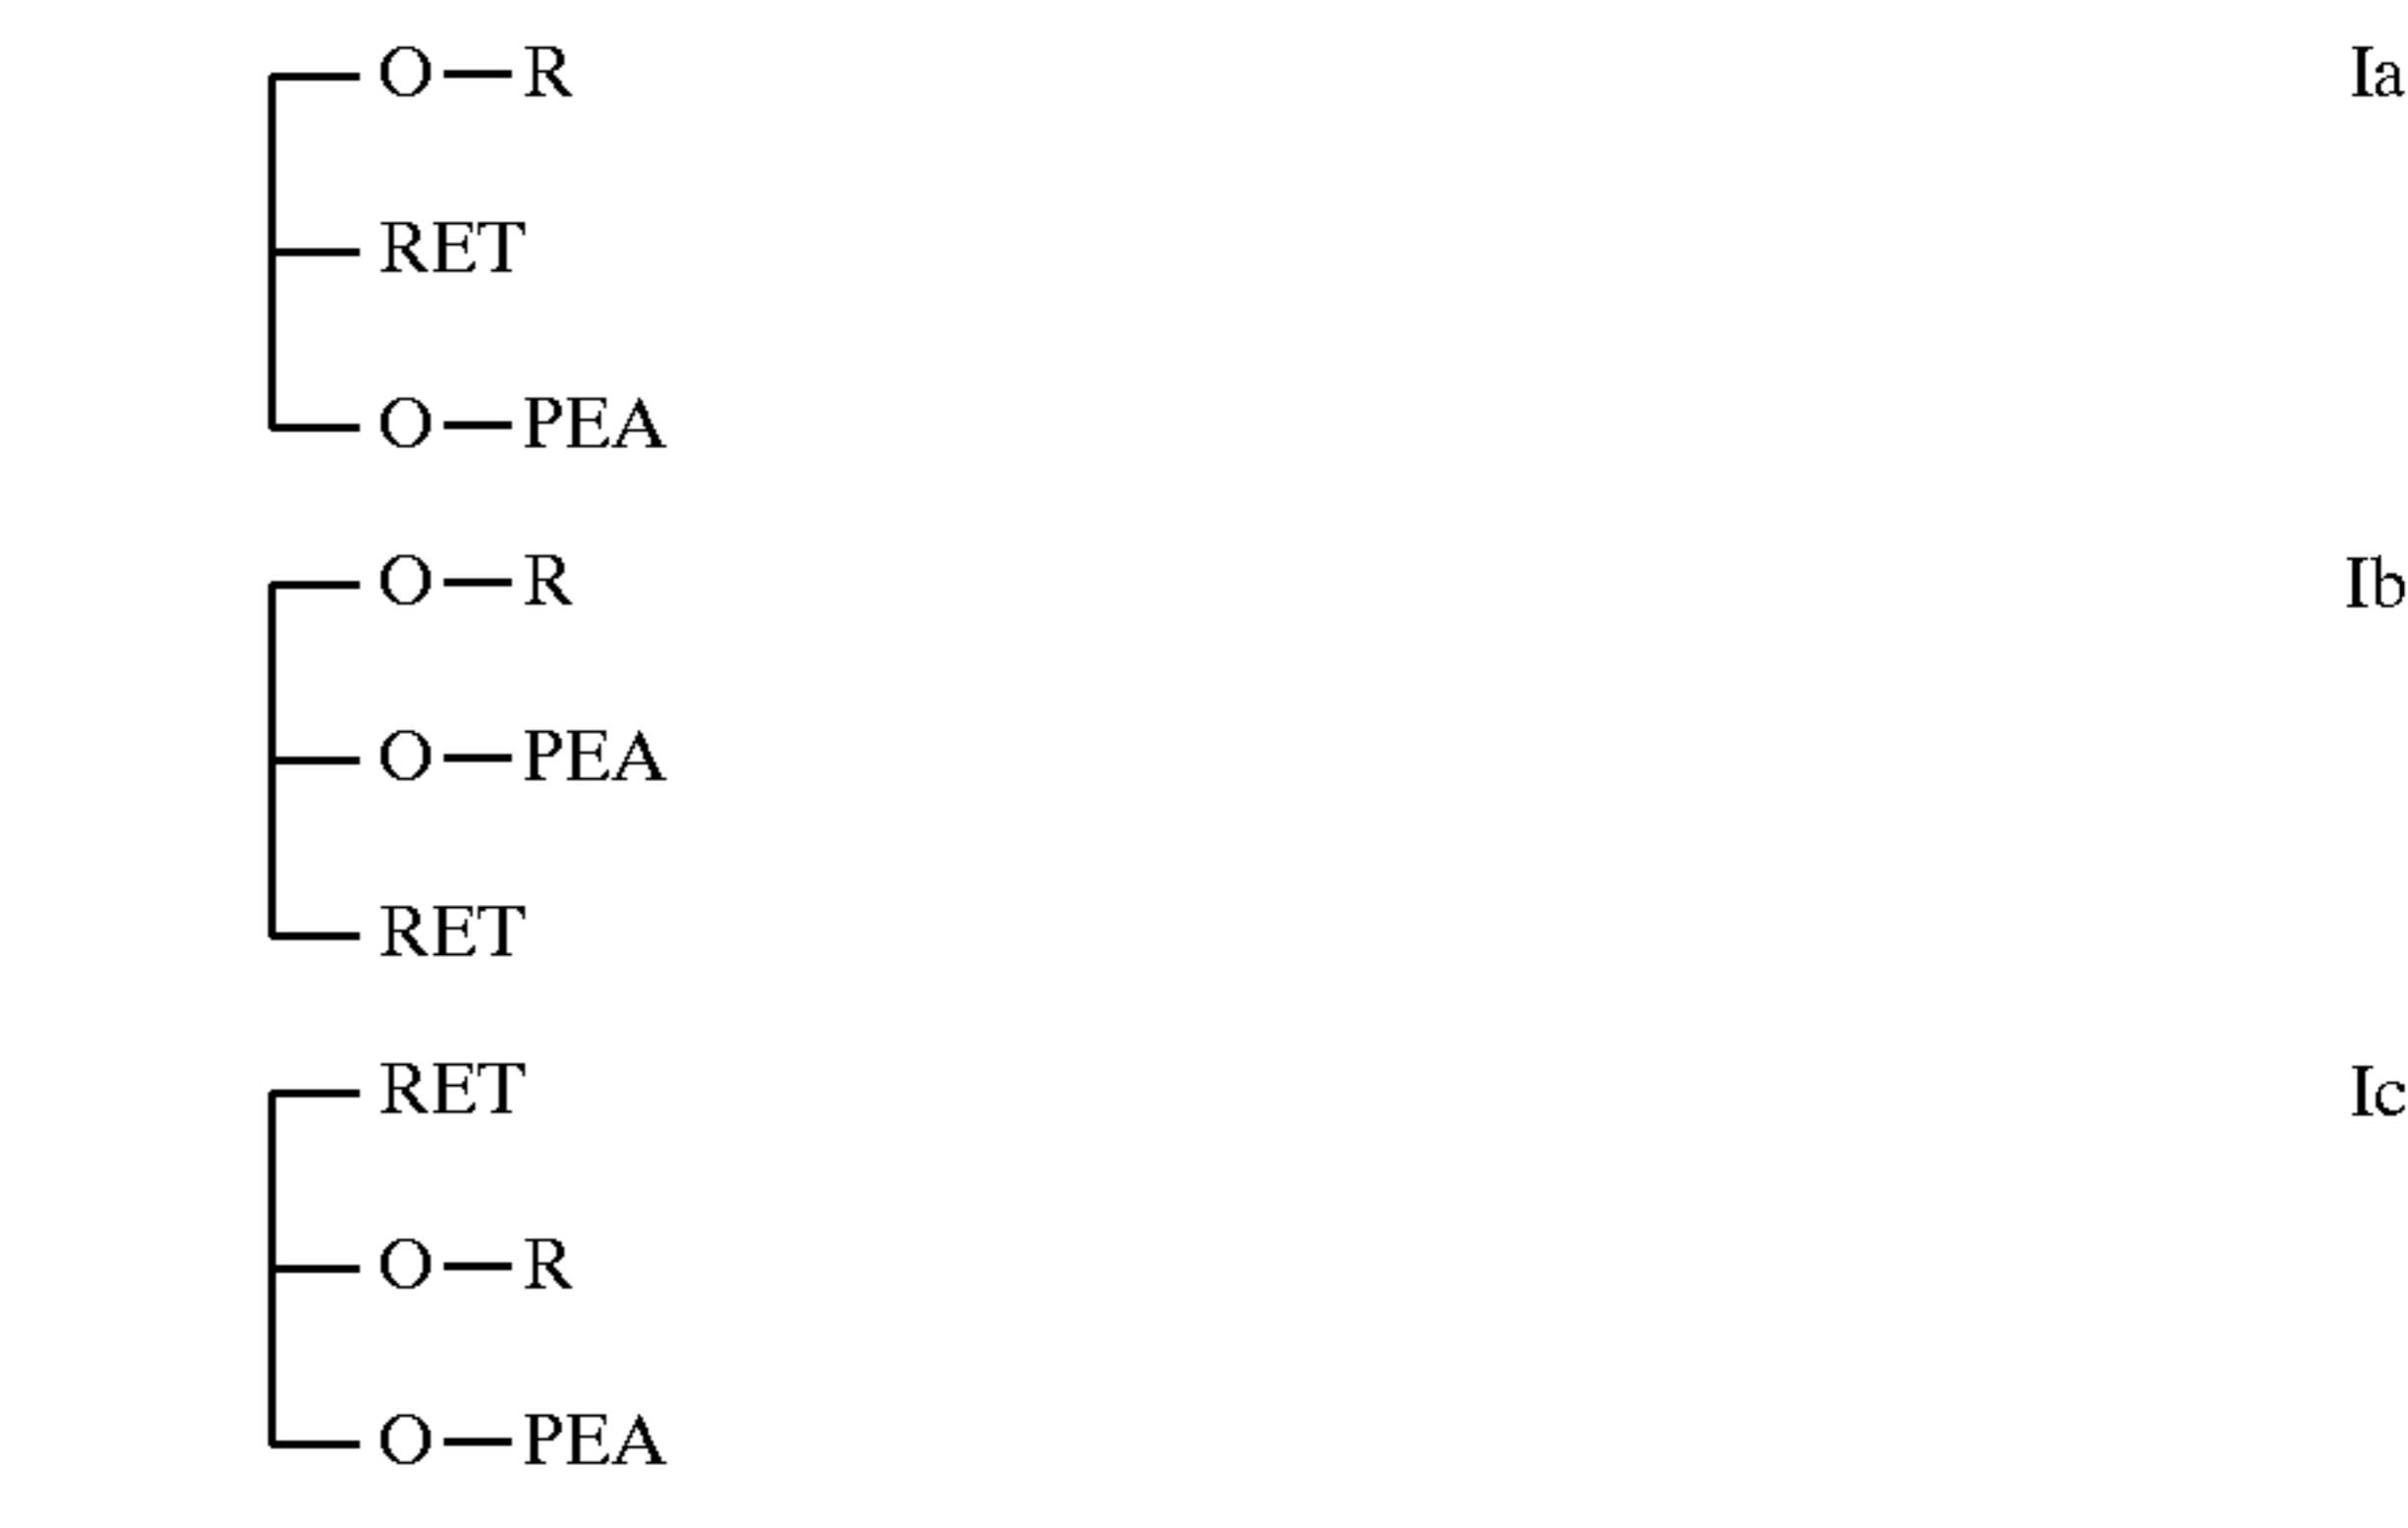 O—R Ia
RET
O—PEA
O—R Ib
O—PEA
RET
RET Ic
O—R
O—PEA